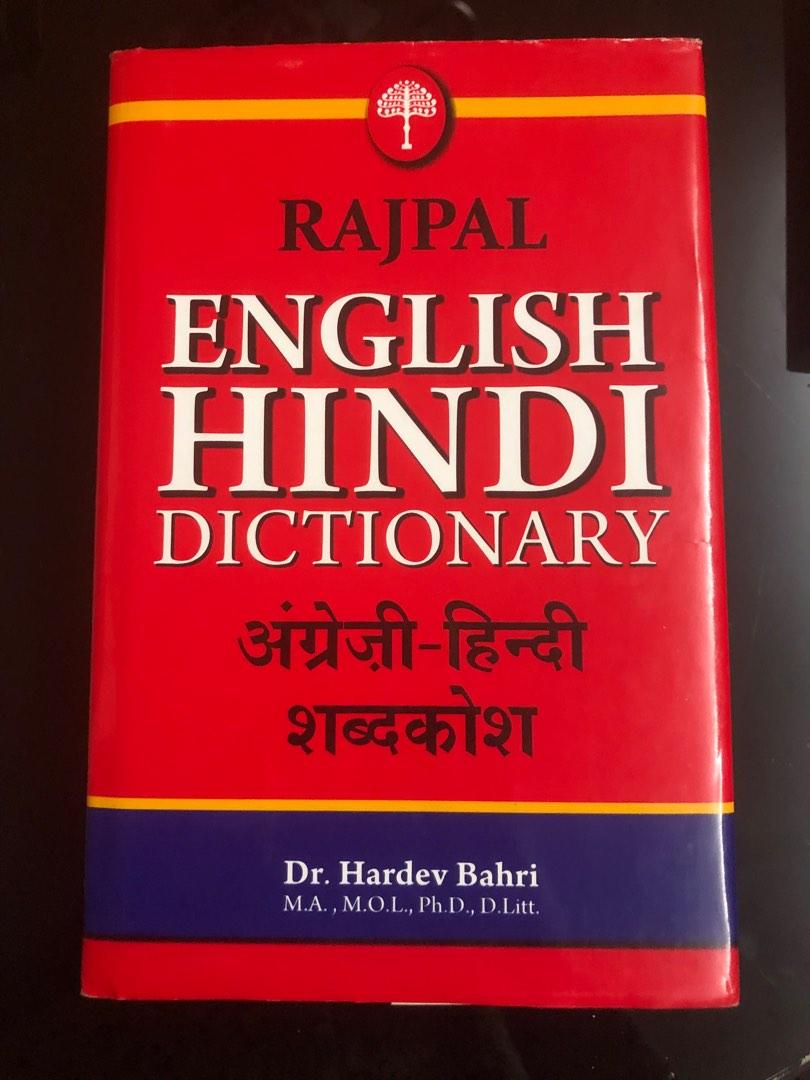 RAJPAL
ENGLISH
HINDI
DICTIONARY
अंग्रेज़ी-हिन्दी
शब्दकोश
Dr. Hardev Bahri
M.A. , M.O.L., Ph.D., D.Litt.